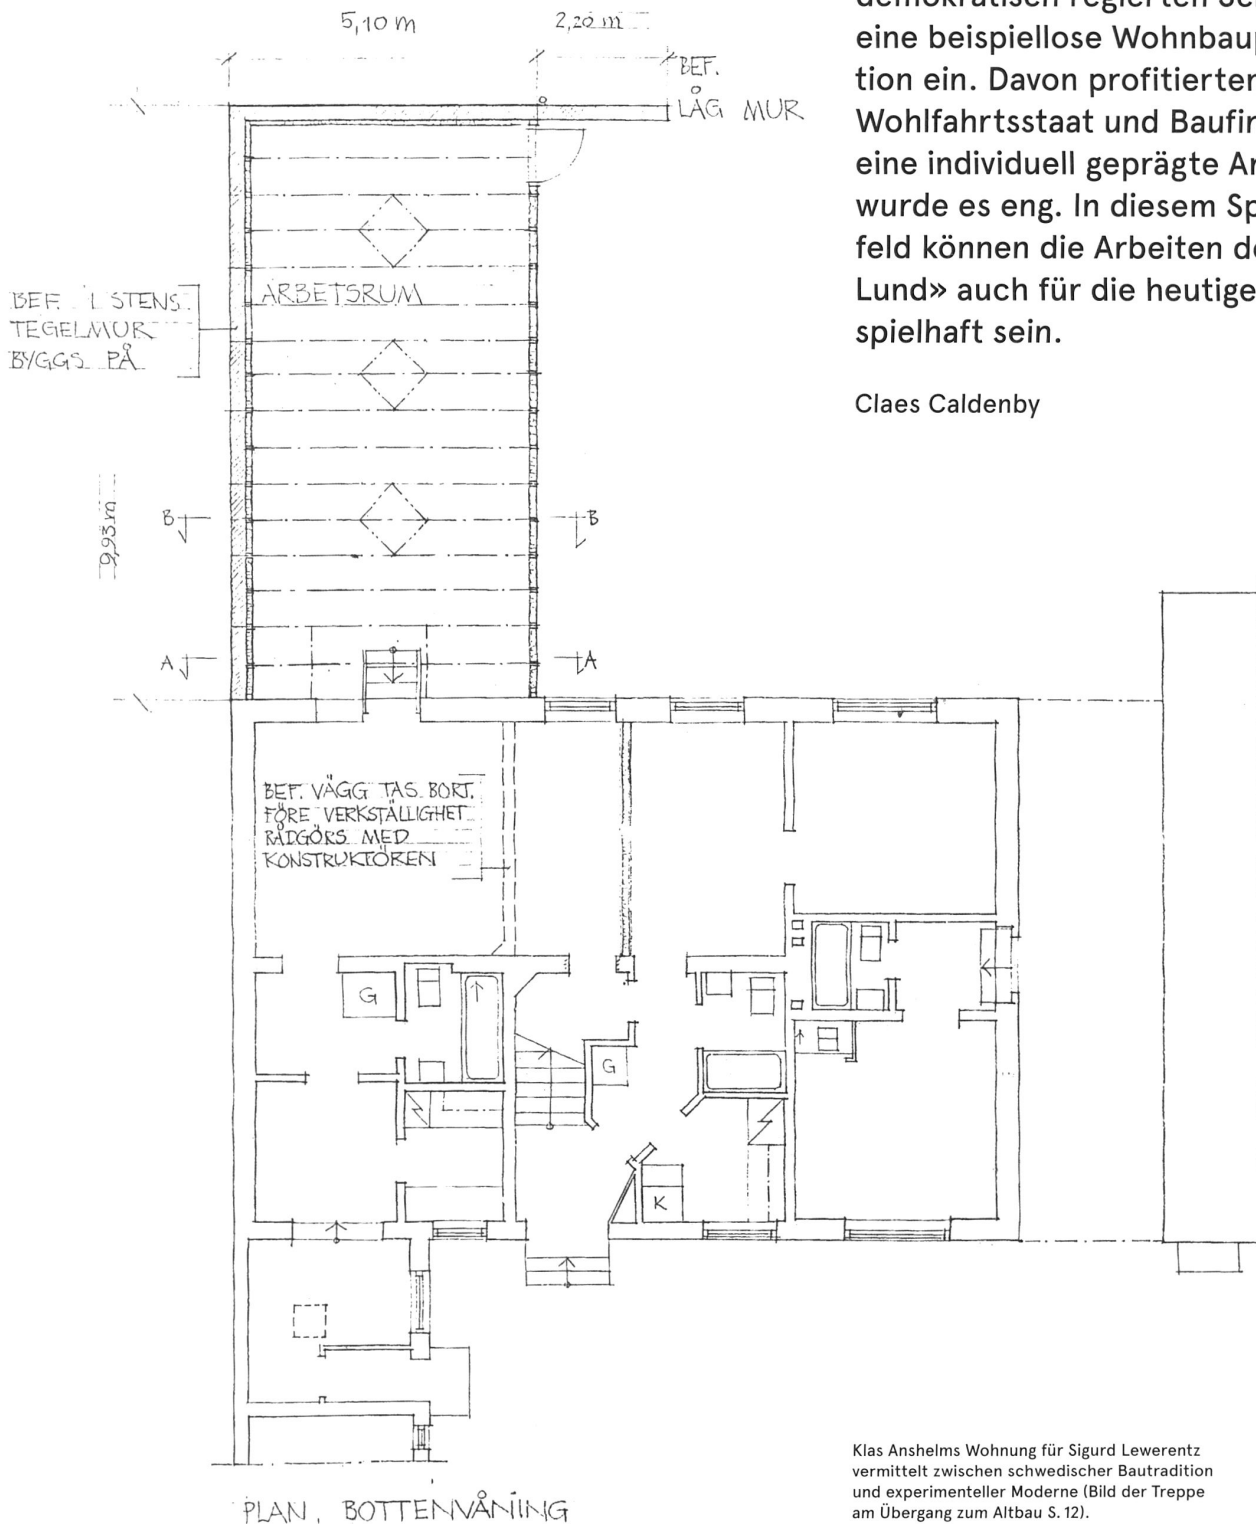 5,10 m
2,20 m
BEF.
LÅG MUR
BEF. 1 STENS
TEGELMUR
BYGGS PÅ
ARBETSRUM
9,93 m
B
B
A
A
BEF. VÄGG TAS BORT.
FÖRE VERKSTÄLLIGHET
RÅDGÖRS MED
KONSTRUKTÖREN
G
G
K
PLAN, BOTTENVÅNING
demokratisch regierten
eine beispiellose
tion ein. Davon profitierten
Wohlfahrtsstaat und
eine individuell geprägte
wurde es eng. In diesem
feld können die Arbeiten
Lund» auch für die heutige
spielhaft sein.
Claes Caldenby
Klas Anshelms Wohnung für Sigurd Lewerentz
vermittelt zwischen schwedischer Bautradition
und experimenteller Moderne (Bild der Treppe
am Übergang zum Altbau S. 12).